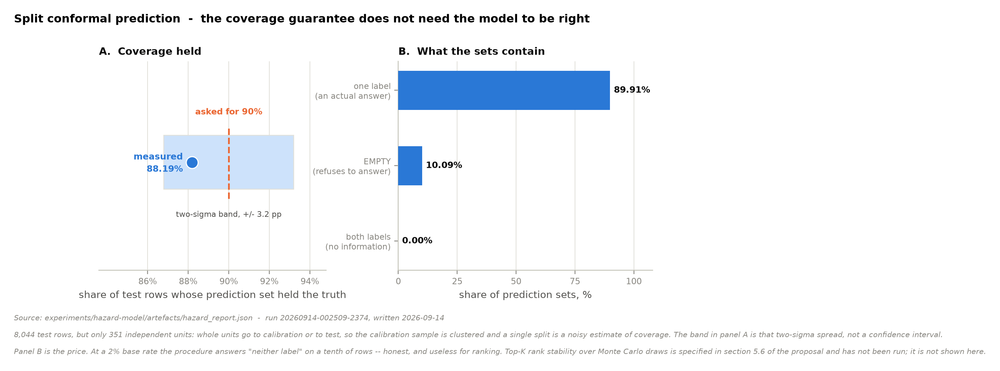 Split conformal prediction  -  the coverage guarantee does not need the model to be right
A.  Coverage held
asked for 90%
measured
88.19%
two-sigma band, +/- 3.2 pp
86%
88%
90%
92%
94%
share of test rows whose prediction set held the truth
B.  What the sets contain
one label
(an actual answer)
89.91%
EMPTY
(refuses to answer)
10.09%
both labels
(no information)
0.00%
0
25
50
75
100
share of prediction sets, %
Source: experiments/hazard-model/artefacts/hazard_report.json  -  run 20260914-002509-2374, written 2026-09-14
8,044 test rows, but only 351 independent units: whole units go to calibration or to test, so the calibration sample is clustered and a single split is a noisy estimate of coverage. The band in panel A is that two-sigma spread, not a confidence interval.
Panel B is the price. At a 2% base rate the procedure answers "neither label" on a tenth of rows -- honest, and useless for ranking. Top-K rank stability over Monte Carlo draws is specified in section 5.6 of the proposal and has not been run; it is not shown here.